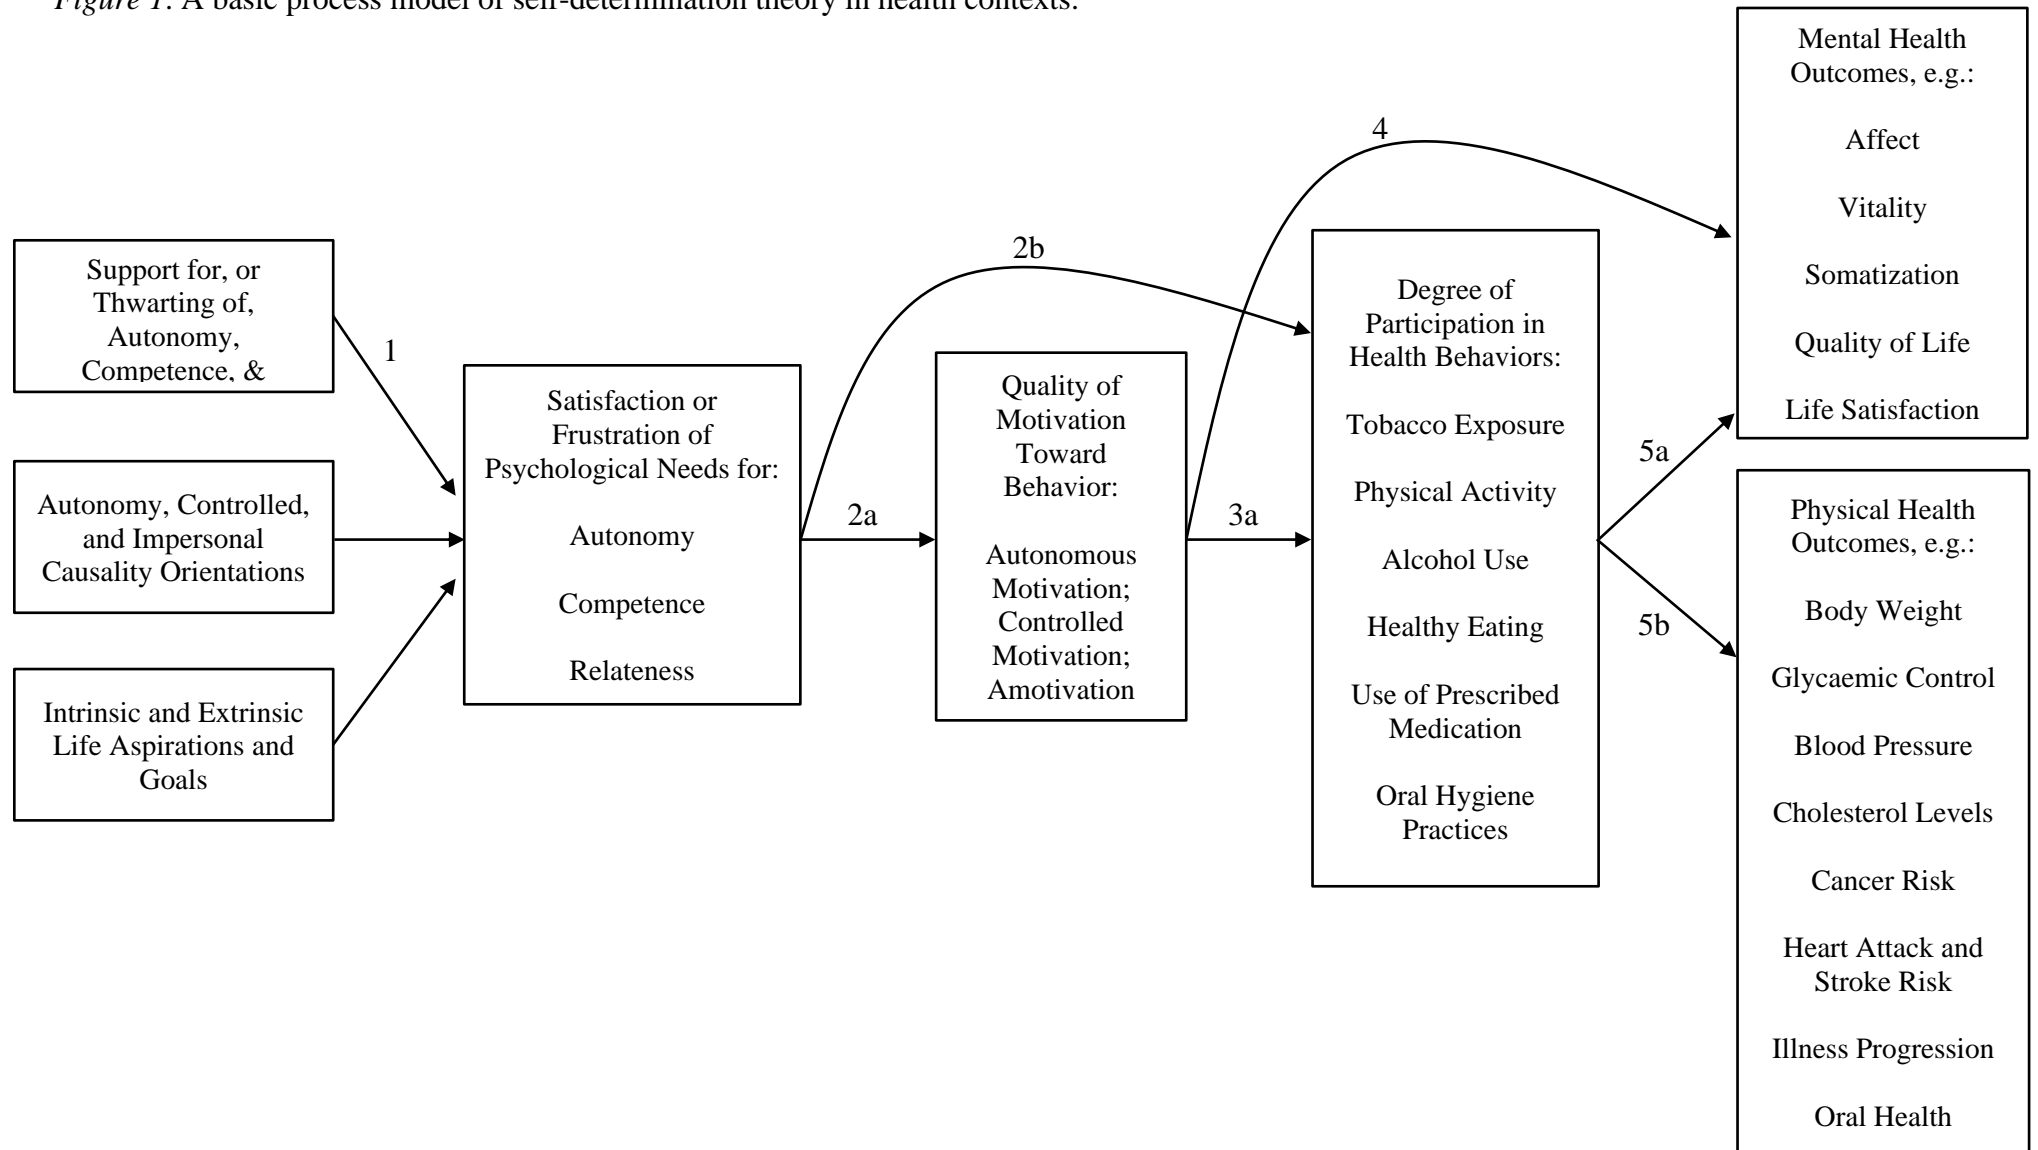 Figure 1. A basic process model of self-determination theory in health contexts.
Support for, or
Thwarting of,
Autonomy,
Competence, &
Autonomy, Controlled,
and Impersonal
Causality Orientations
Intrinsic and Extrinsic
Life Aspirations and
Goals
1
Satisfaction or
Frustration of
Psychological Needs for:
Autonomy
Competence
Relateness
2a
2b
Quality of
Motivation
Toward
Behavior:
Autonomous
Motivation;
Controlled
Motivation;
Amotivation
3a
4
Degree of
Participation in
Health Behaviors:
Tobacco Exposure
Physical Activity
Alcohol Use
Healthy Eating
Use of Prescribed
Medication
Oral Hygiene
Practices
5a
5b
Mental Health
Outcomes, e.g.:
Affect
Vitality
Somatization
Quality of Life
Life Satisfaction
Physical Health
Outcomes, e.g.:
Body Weight
Glycaemic Control
Blood Pressure
Cholesterol Levels
Cancer Risk
Heart Attack and
Stroke Risk
Illness Progression
Oral Health